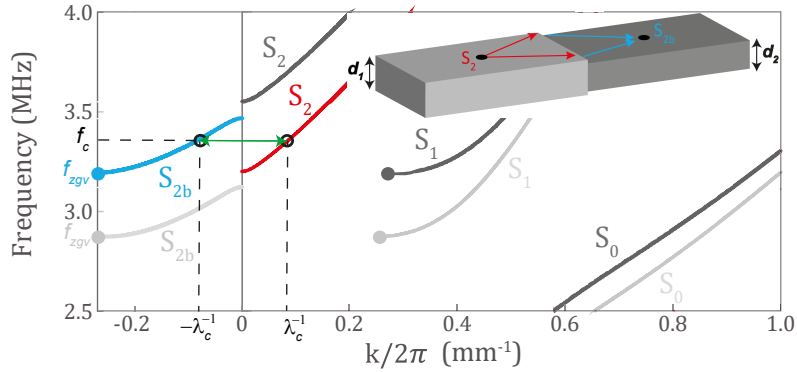 4.0
3.5
3.0
2.5
Frequency (MHz)
f_c
f_zgv
f_zgv
S_2
S_2
S_2b
S_2b
S_1
S_1
S_0
S_0
d_1
S_2
S_2b
d_2
-0.2
0
0.2
0.4
0.6
0.8
1.0
−λ_c^-1
λ_c^-1
k/2π (mm^-1)